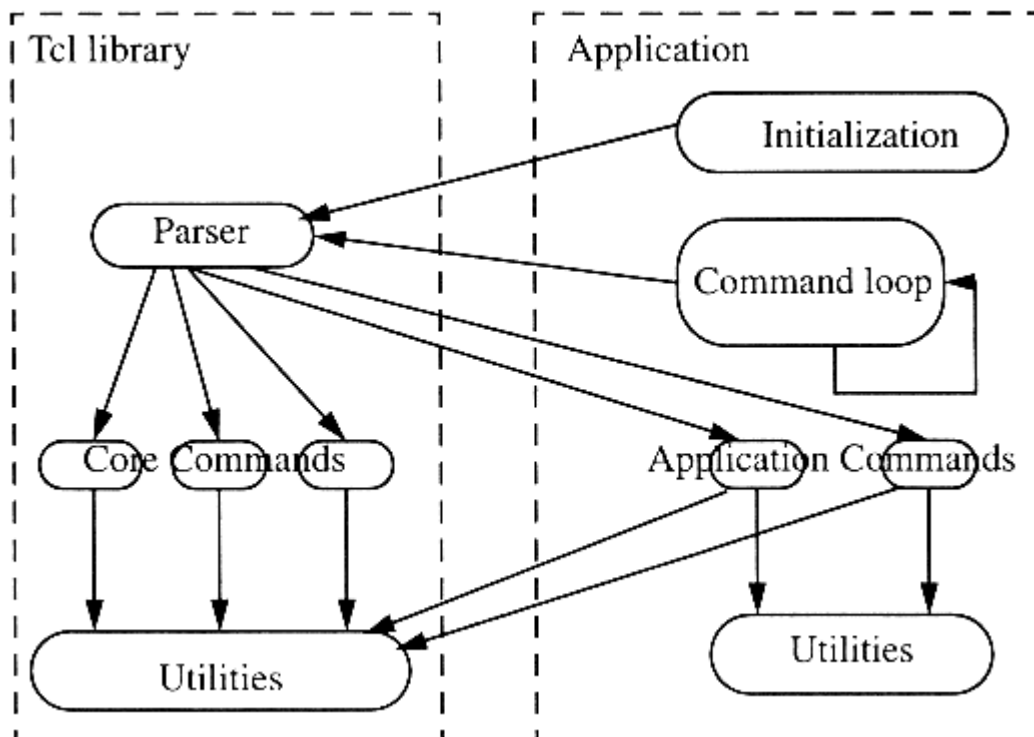 Tcl library
Application
Initialization
Parser
Command loop
Core Commands
Application Commands
Utilities
Utilities